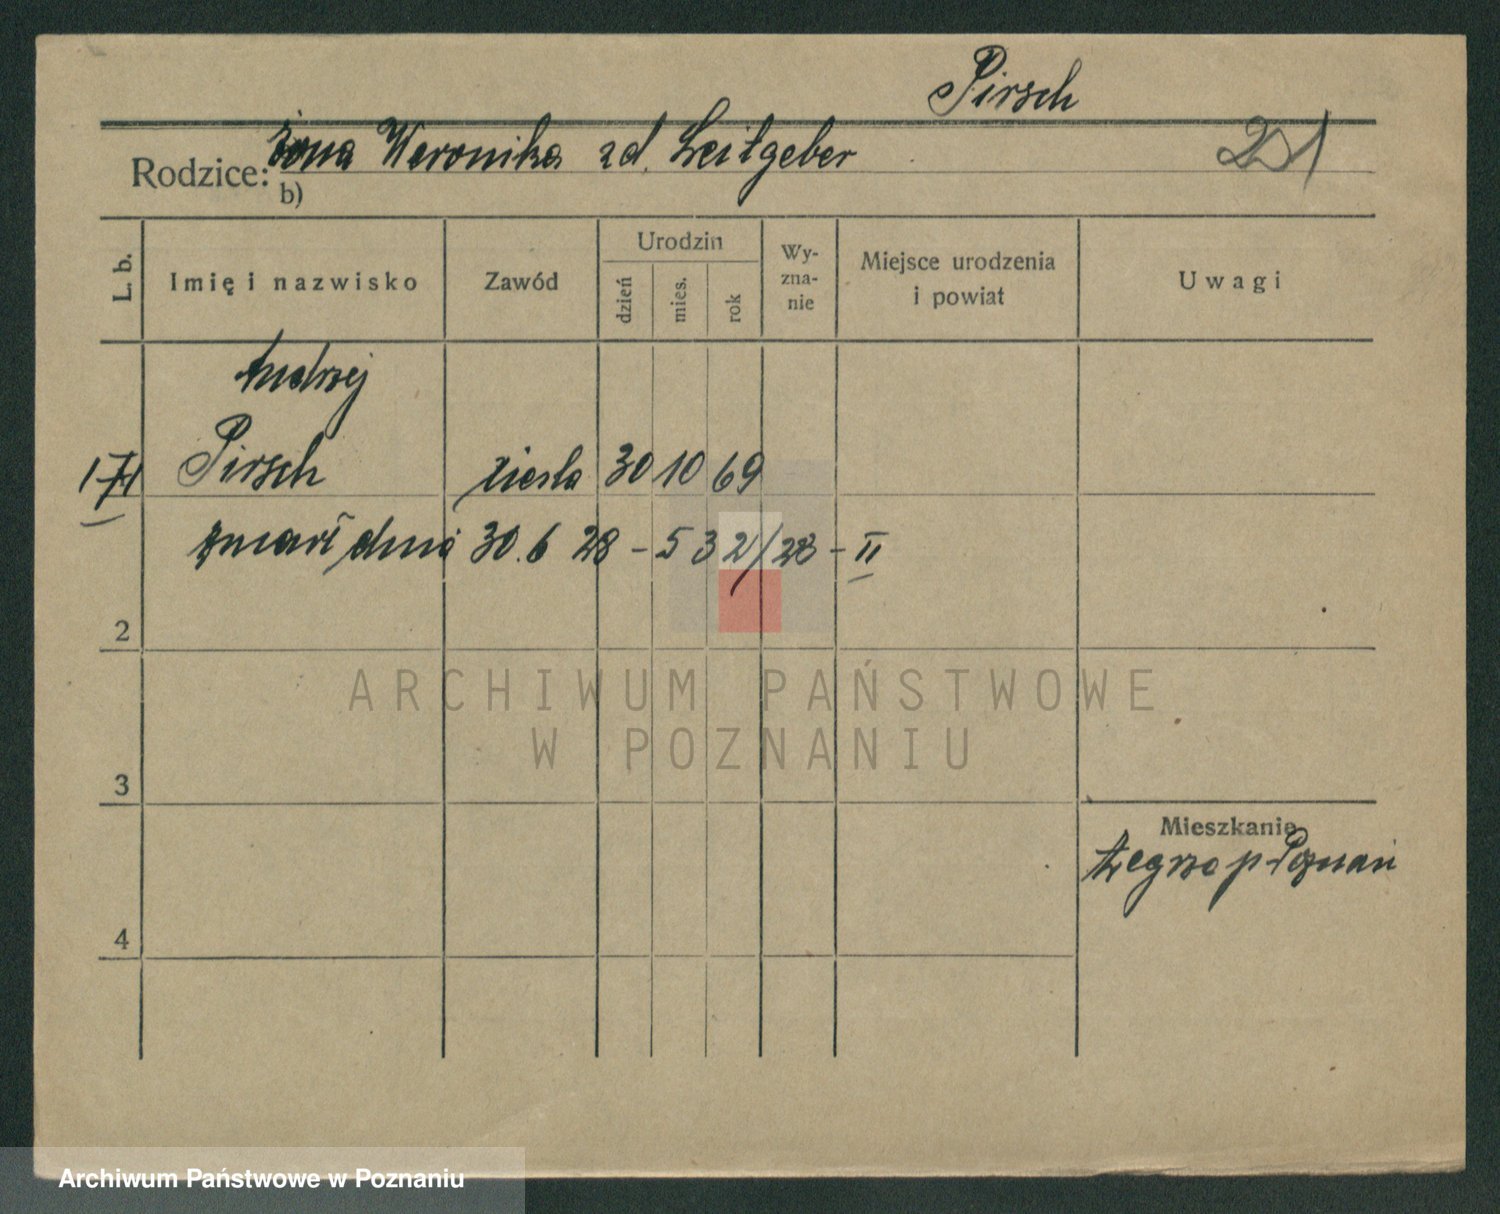 Pirsch
żona Weronika zd. Leitgeber
Rodzice:
b)
L. b.
Imię i nazwisko
Zawód
Urodzin
dzień
mies.
rok
Wy-
zna-
nie
Miejsce urodzenia
i powiat
Uwagi
Andrzej
171 Pirsch cieśla 30 10 69
zmarł dnia 30.6 28 - 532/28 - II
2
3
4
Mieszkanie
Żegrze p. Poznań
ARCHIWUM PAŃSTWOWE
W POZNANIU
Archiwum Państwowe w Poznaniu